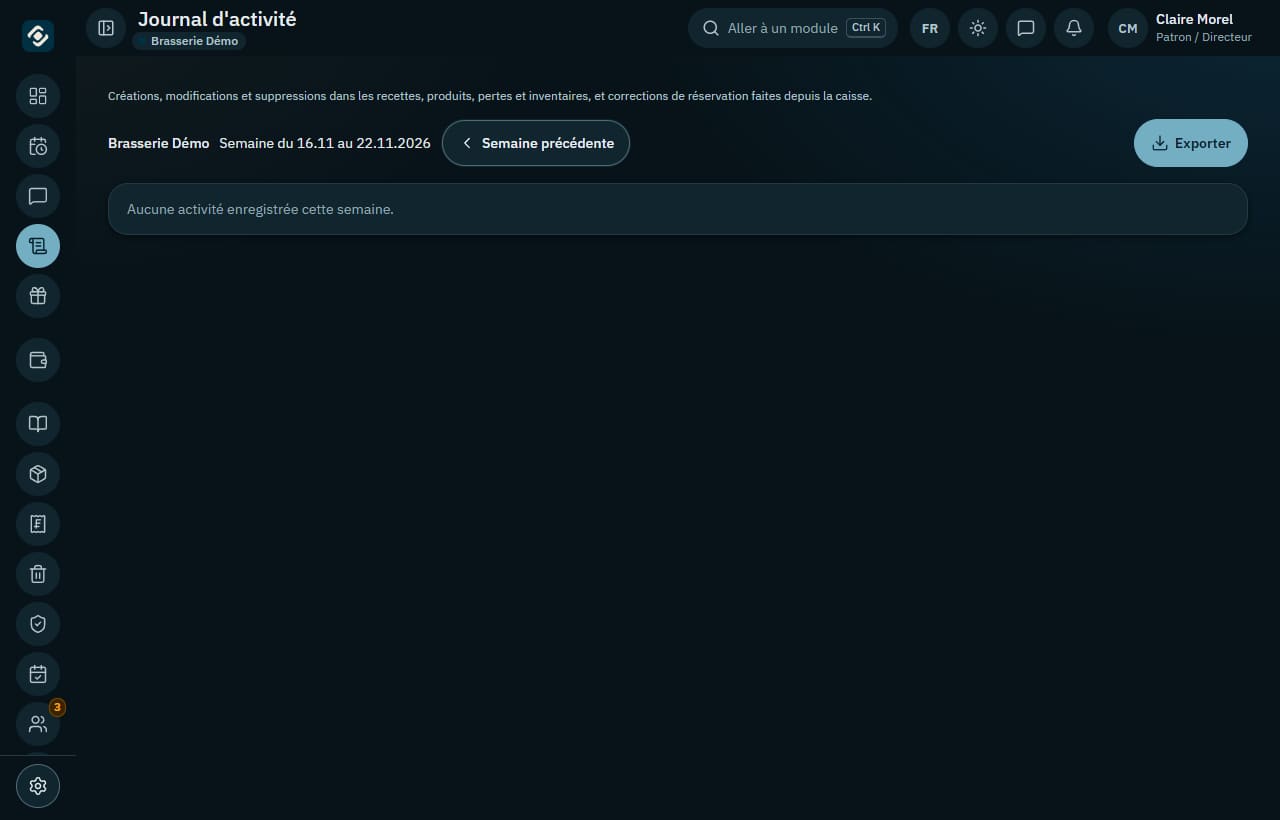 Journal d'activité
Brasserie Démo
Aller à un module
Ctrl K
FR
CM
Claire Morel
Patron / Directeur
Créations, modifications et suppressions dans les recettes, produits, pertes et inventaires, et corrections de réservation faites depuis la caisse.
Brasserie Démo Semaine du 16.11 au 22.11.2026
Semaine précédente
Exporter
Aucune activité enregistrée cette semaine.
3